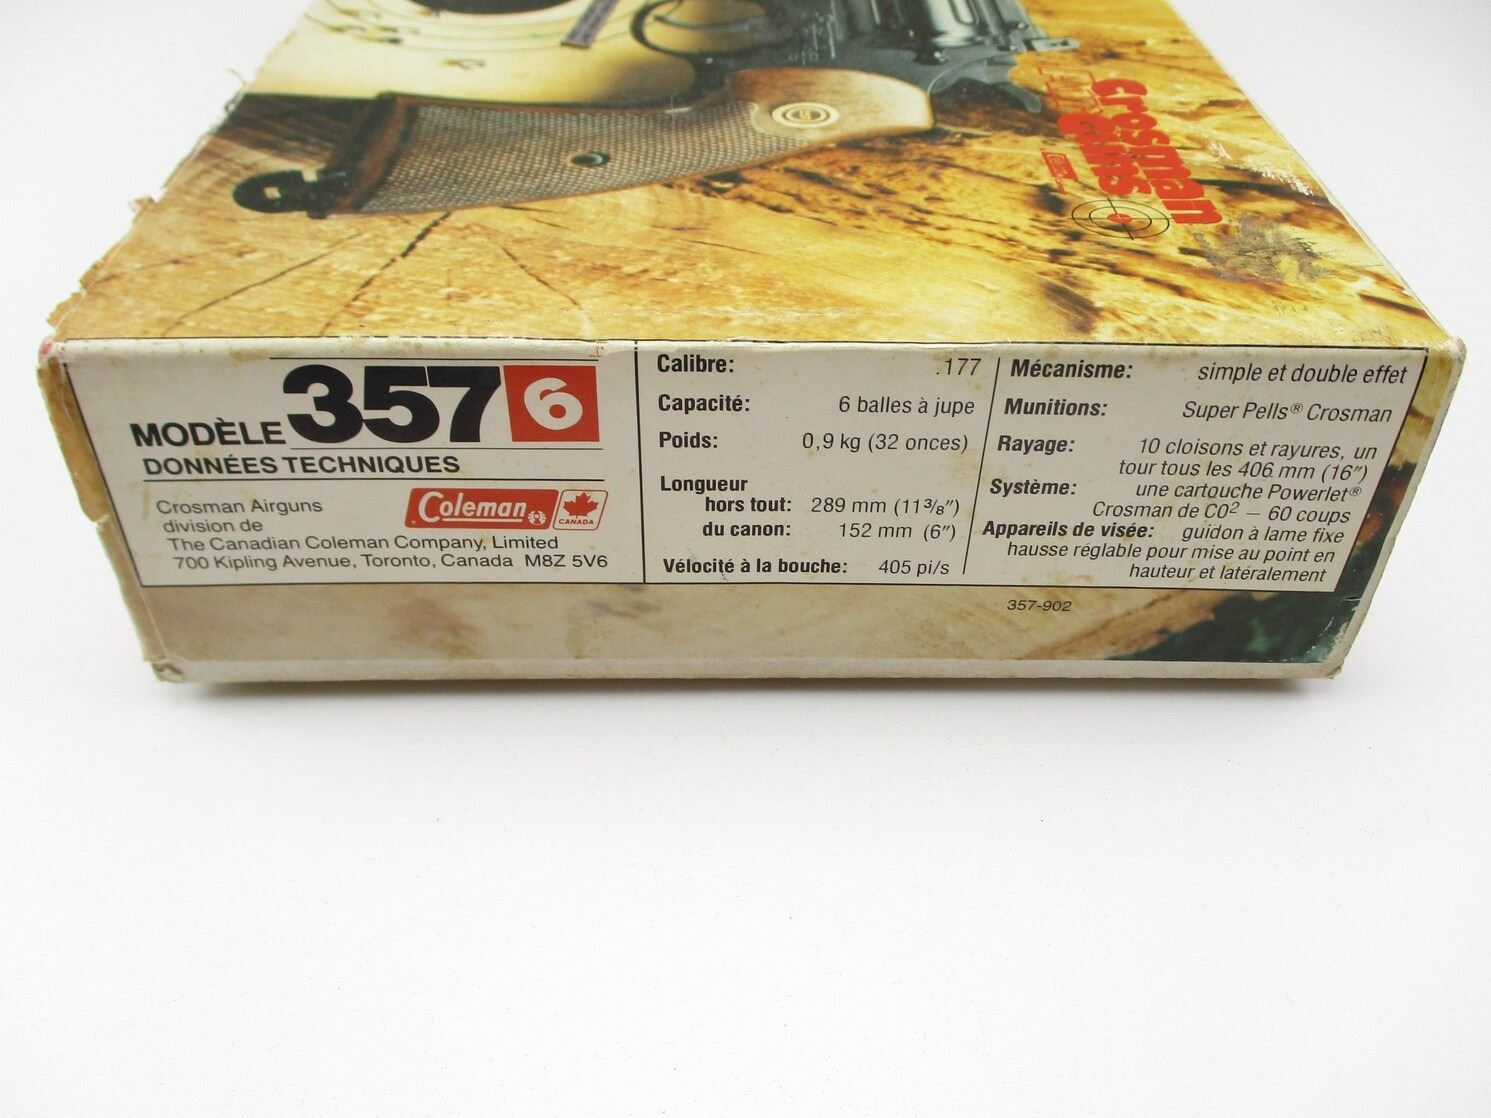 Crosman
Airguns
Coleman
MODÈLE 357 6
DONNÉES TECHNIQUES
Crosman Airguns
division de
The Canadian Coleman Company, Limited
700 Kipling Avenue, Toronto, Canada M8Z 5V6
Coleman
CANADA
Calibre: .177
Capacité: 6 balles à jupe
Poids: 0,9 kg (32 onces)
Longueur
hors tout: 289 mm (11 3/8″)
du canon: 152 mm (6″)
Vélocité à la bouche: 405 pi/s
Mécanisme: simple et double effet
Munitions: Super Pells® Crosman
Rayage: 10 cloisons et rayures, un
tour tous les 406 mm (16″)
Système: une cartouche Powerlet®
Crosman de CO2 — 60 coups
Appareils de visée: guidon à lame fixe
hausse réglable pour mise au point en
hauteur et latéralement
357-902